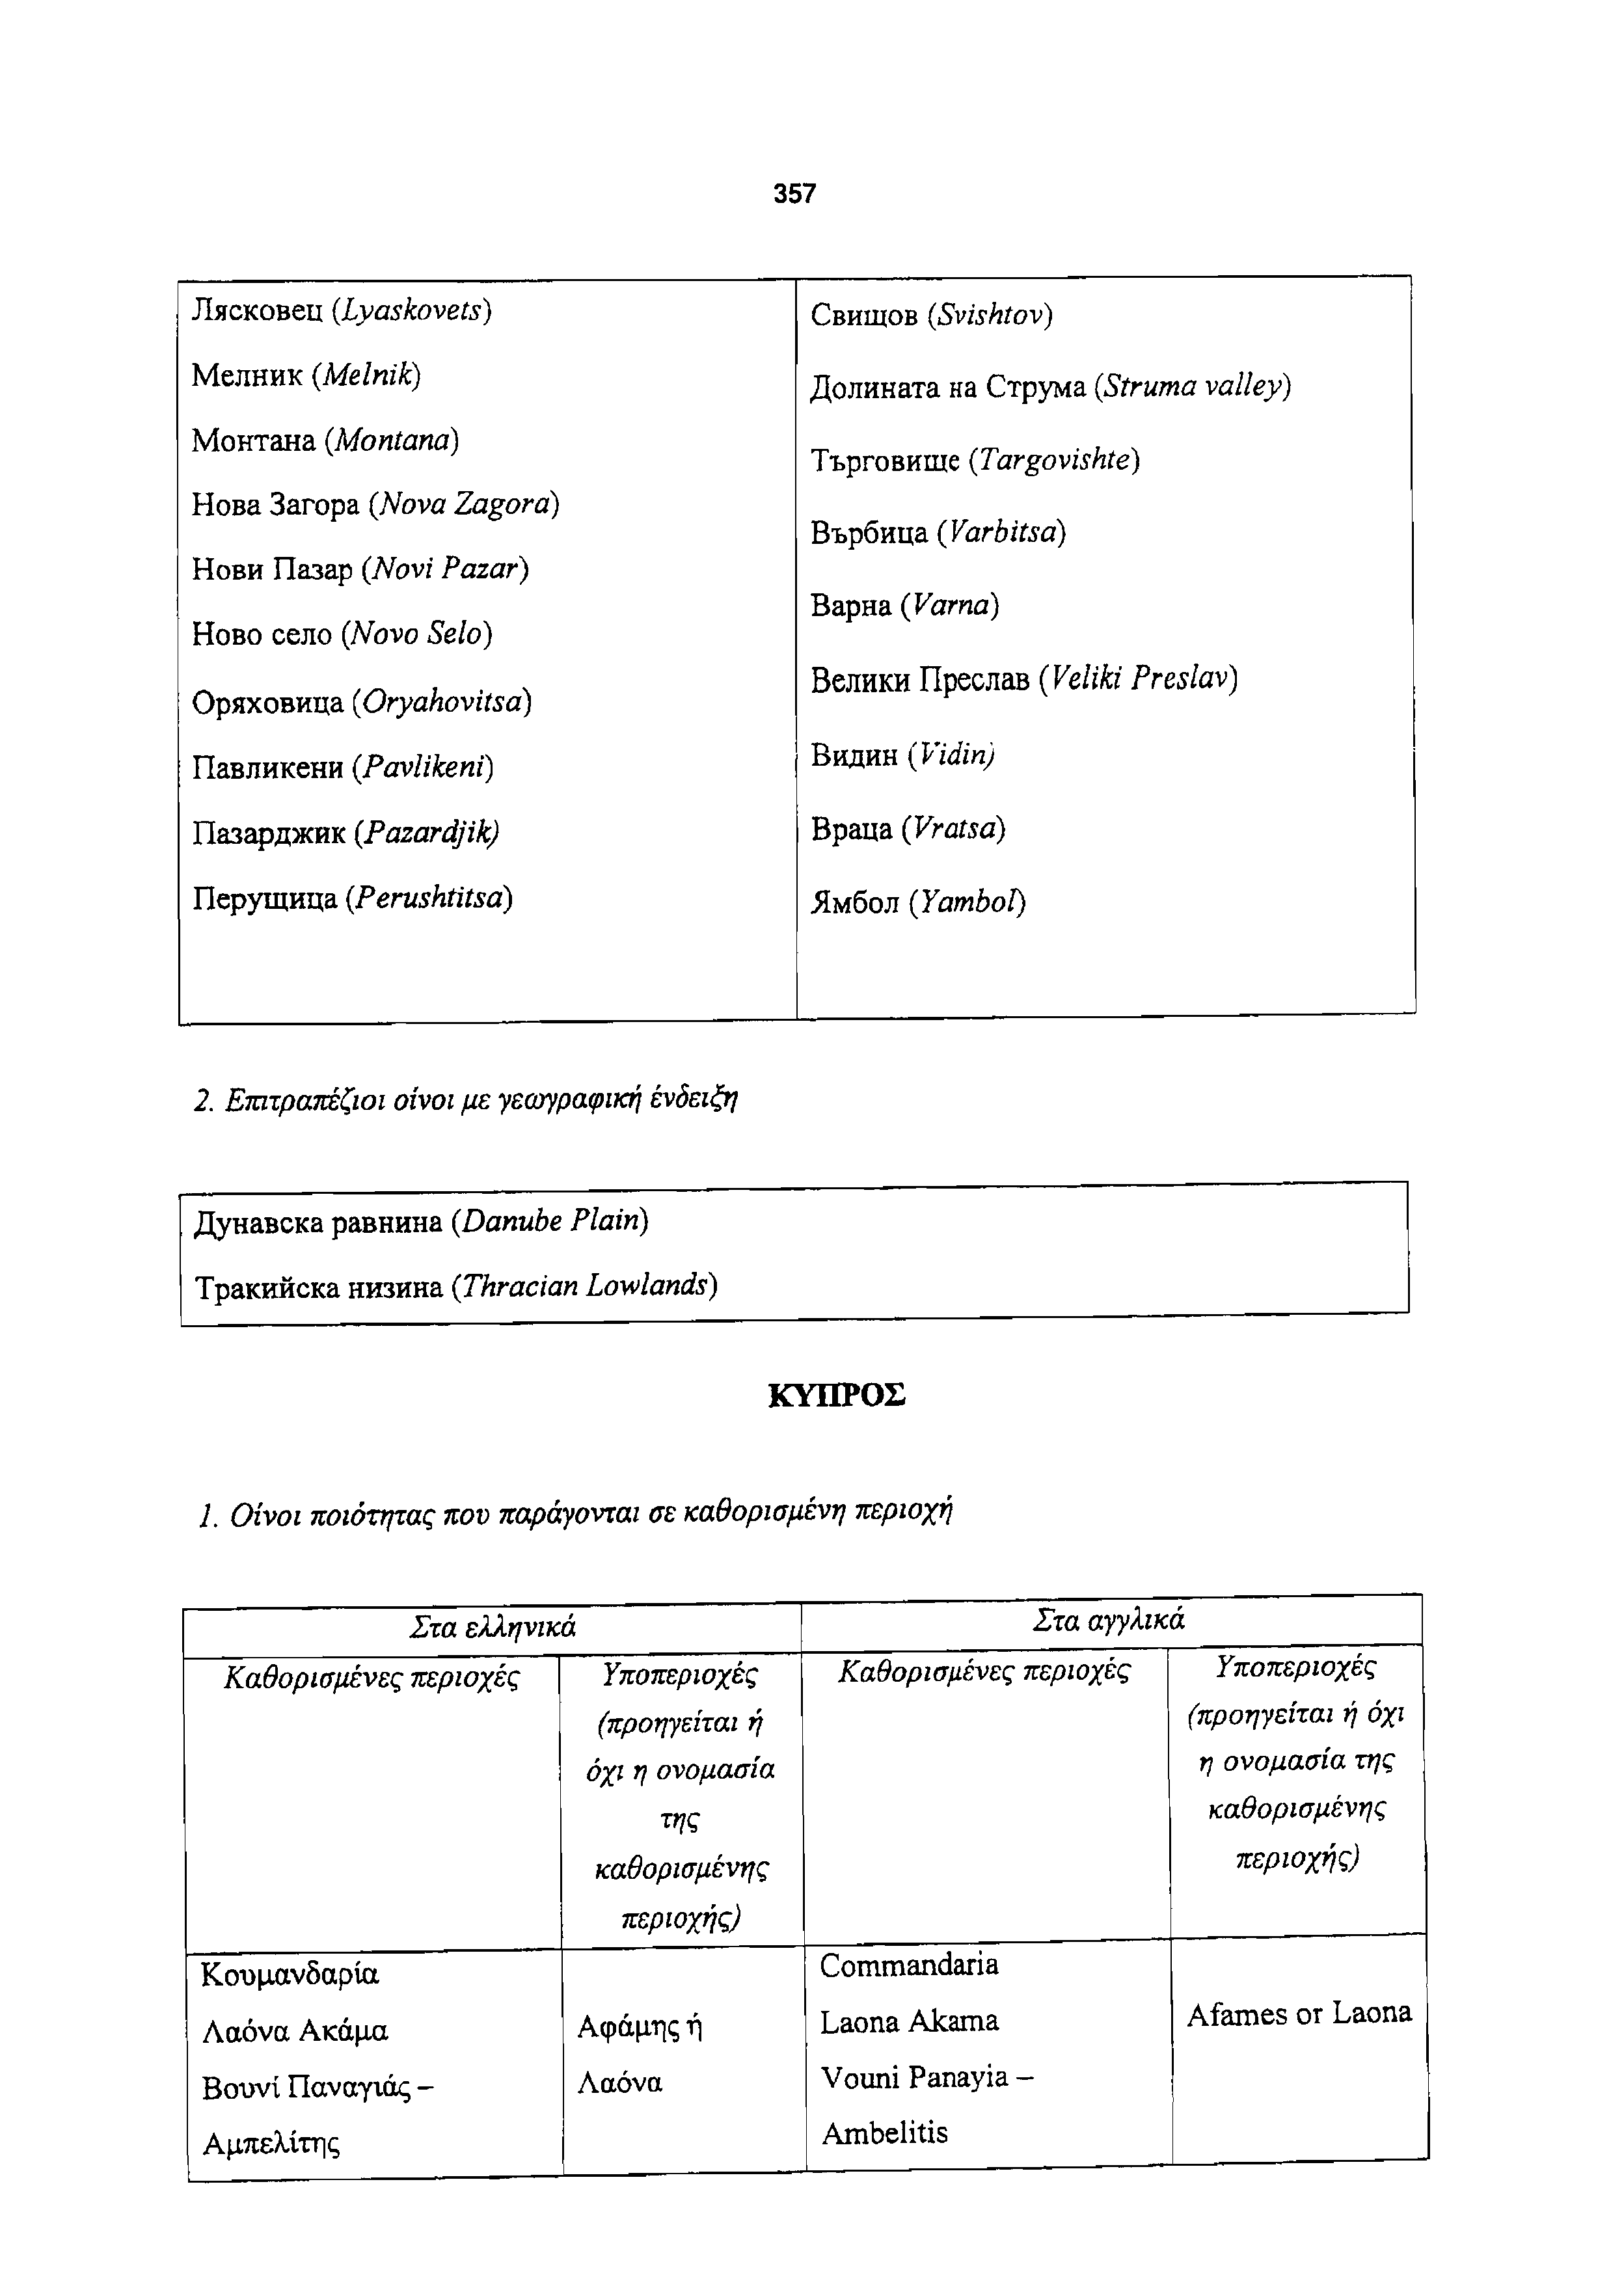 357
Лясковец (Lyaskovets)
Мелник (Melnik)
Монтана (Montana)
Нова Загора (Nova Zagora)
Нови Пазар (Novi Pazar)
Ново село (Novo Selo)
Оряховица (Oryahovitsa)
Павликени (Pavlikeni)
Пазарджик (Pazardjik)
Перущица (Perushtitsa)
Свищов (Svishtov)
Долината на Струма (Struma valley)
Търговище (Targovishte)
Върбица (Varbitsa)
Варна (Varna)
Велики Преслав (Veliki Preslav)
Видин (Vidin)
Враца (Vratsa)
Ямбол (Yambol)
2. Επιτραπέζιοι οίνοι με γεωγραφική ένδειξη
Дунавска равнина (Danube Plain)
Тракийска низина (Thracian Lowlands)
ΚΥΠΡΟΣ
1. Οίνοι ποιότητας που παράγονται σε καθορισμένη περιοχή
Στα ελληνικά
Στα αγγλικά
Καθορισμένες περιοχές
Υποπεριοχές
(προηγείται ή
όχι η ονομασία
της
καθορισμένης
περιοχής)
Καθορισμένες περιοχές
Υποπεριοχές
(προηγείται ή όχι
η ονομασία της
καθορισμένης
περιοχής)
Κουμανδαρία
Λαόνα Ακάμα
Βουνί Παναγιάς –
Αμπελίτης
Αφάμης ή
Λαόνα
Commandaria
Laona Akama
Vouni Panayia –
Ambelitis
Afames or Laona